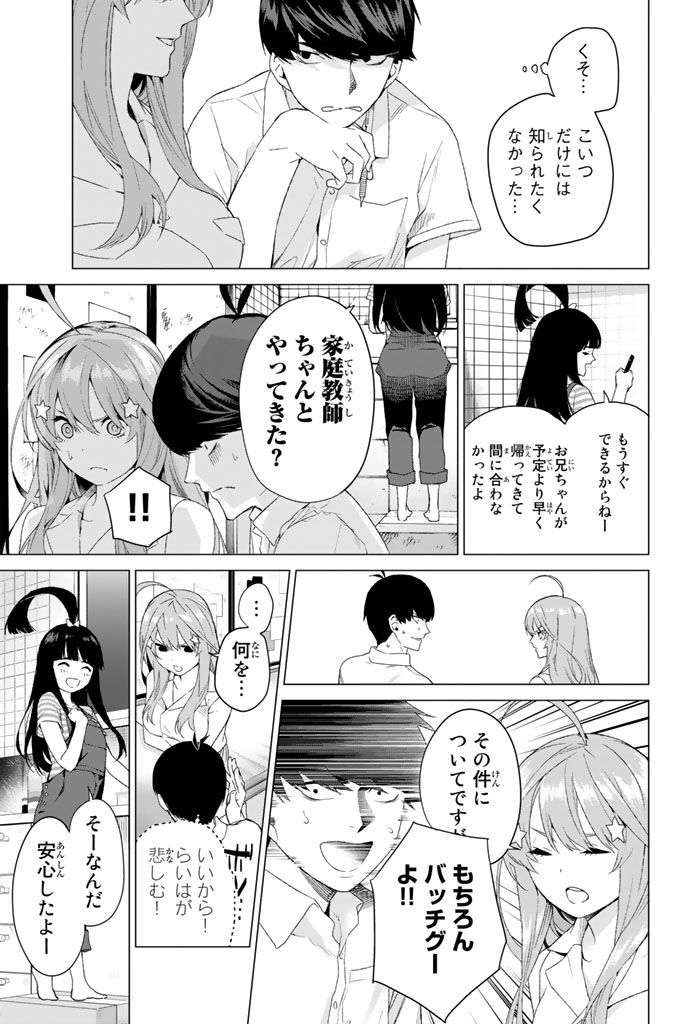 くそ…
こいつ
だけには
知られたく
なかった…
もうすぐ
できるからねー
お兄ちゃんが
予定より早く
帰ってきて
間に合わな
かったよ
家庭教師
ちゃんと
やってきた？
!!
その件に
ついてですが
もちろん
バッチグー
よ!!
…
何を…
いいから！
らいはが
悲しむ！
そーなんだ
安心したよー